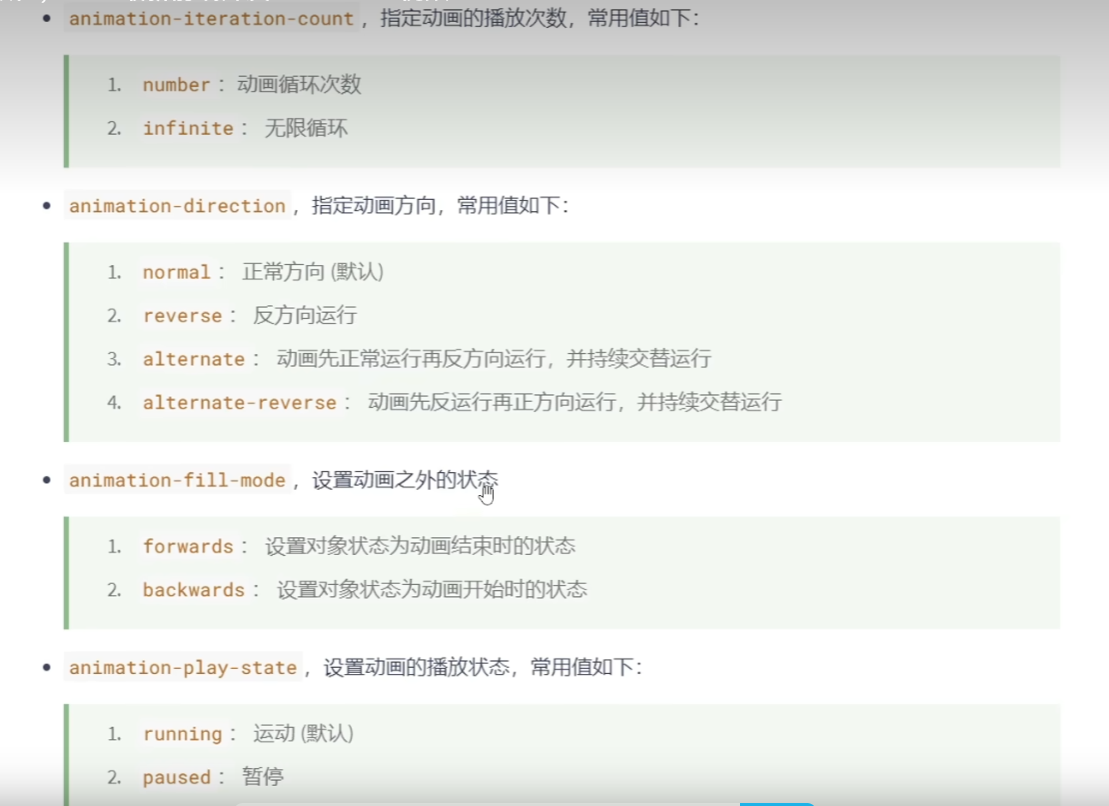 • animation-iteration-count，指定动画的播放次数，常用值如下：
1. number：动画循环次数
2. infinite：无限循环
• animation-direction，指定动画方向，常用值如下：
1. normal：正常方向 (默认)
2. reverse：反方向运行
3. alternate：动画先正常运行再反方向运行，并持续交替运行
4. alternate-reverse：动画先反运行再正方向运行，并持续交替运行
• animation-fill-mode，设置动画之外的状态
1. forwards：设置对象状态为动画结束时的状态
2. backwards：设置对象状态为动画开始时的状态
• animation-play-state，设置动画的播放状态，常用值如下：
1. running：运动 (默认)
2. paused：暂停